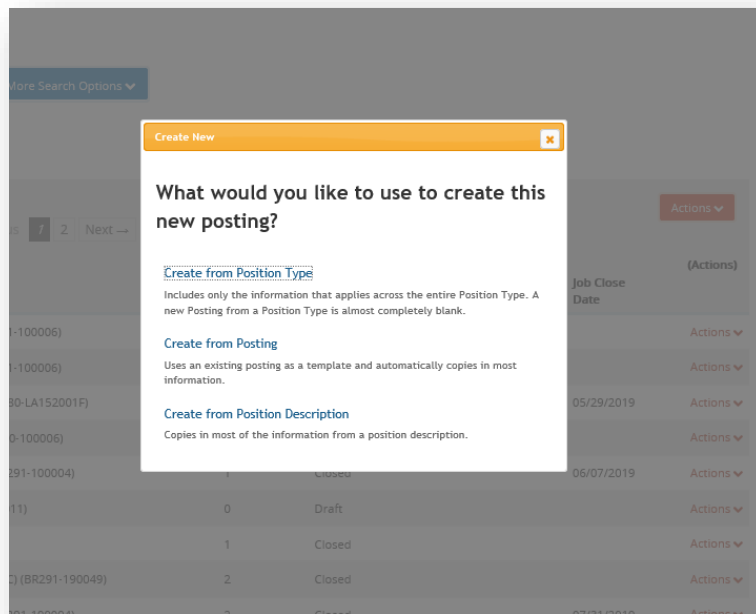 More Search Options
Create New
What would you like to use to create this
new posting?
Actions
1 2 Next →
Create from Position Type
(Actions)
Includes only the information that applies across the entire Position Type. A
new Posting from a Position Type is almost completely blank.
Job Close
Date
Create from Posting
1-100006) Actions
Uses an existing posting as a template and automatically copies in most
information.
1-100006) Actions
80-LA152001F) 05/29/2019 Actions
Create from Position Description
Copies in most of the information from a position description.
0-100006) Actions
291-100004) 1 Closed 06/07/2019 Actions
011) 0 Draft Actions
1 Closed Actions
C) (BR291-190049) 2 Closed Actions